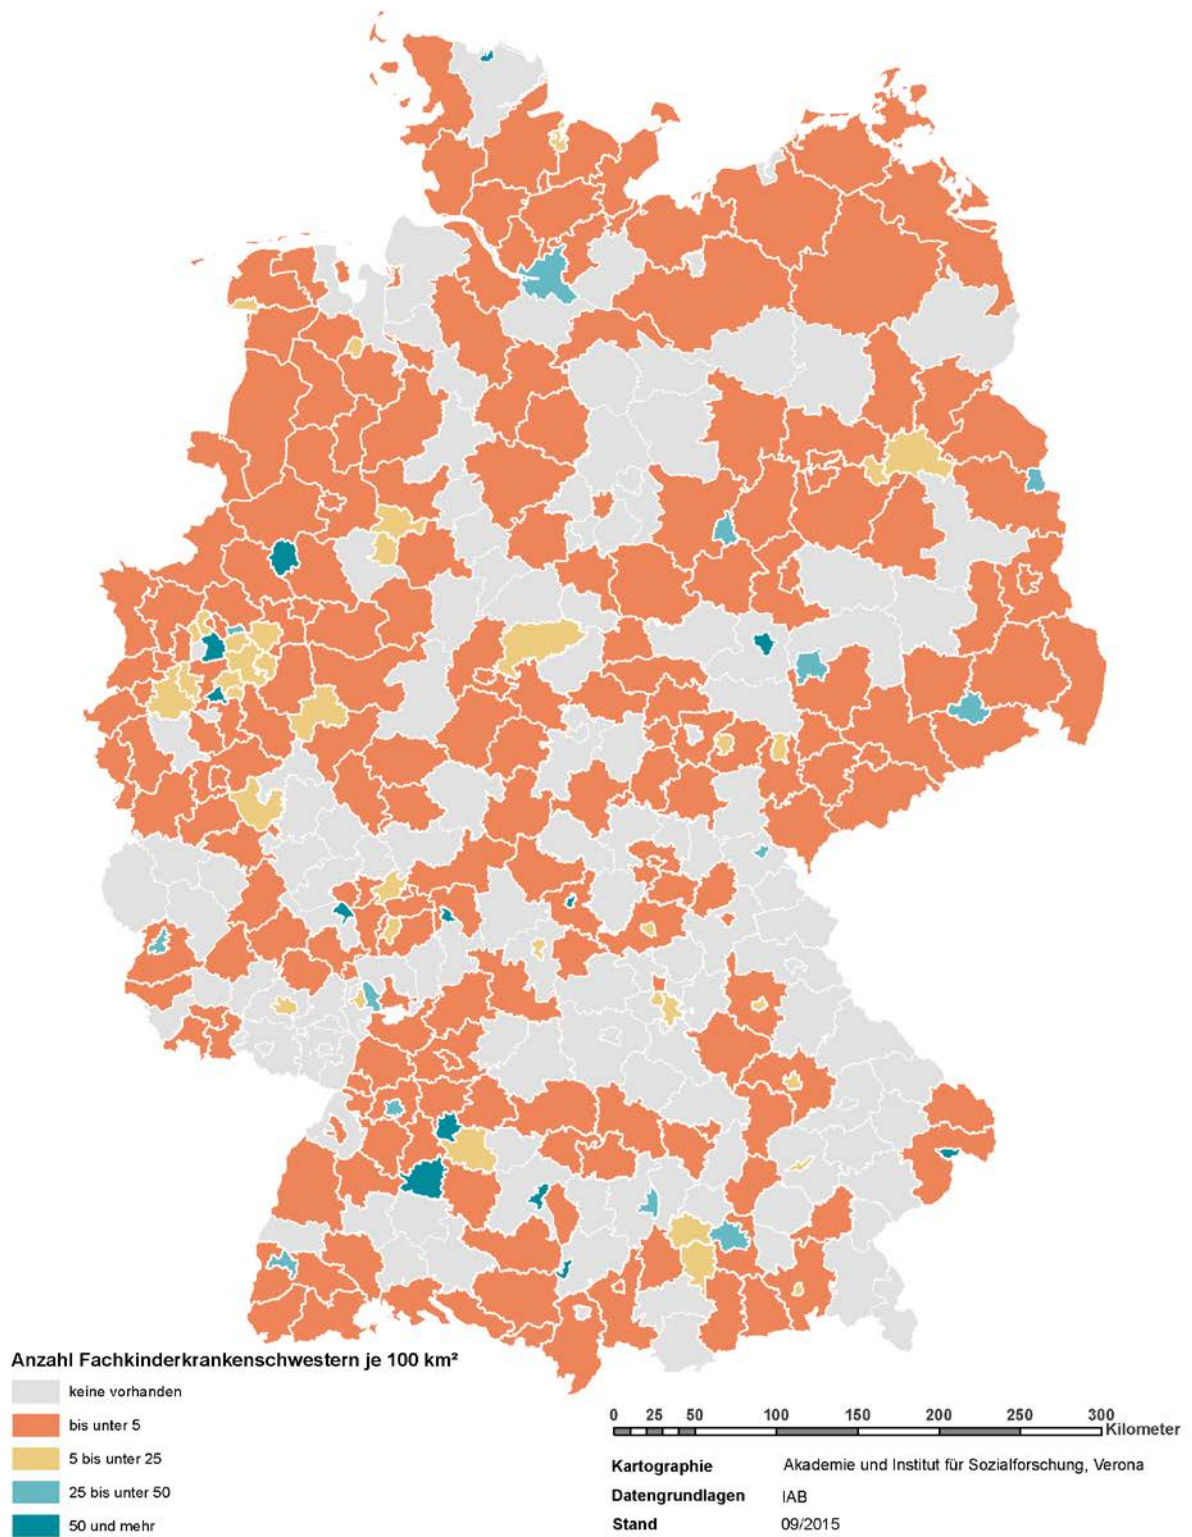 Anzahl Fachkinderkrankenschwestern je 100 km²
keine vorhanden
bis unter 5
5 bis unter 25
25 bis unter 50
50 und mehr
0 25 50 100 150 200 250 300
Kilometer
Kartographie Akademie und Institut für Sozialforschung, Verona
Datengrundlagen IAB
Stand 09/2015